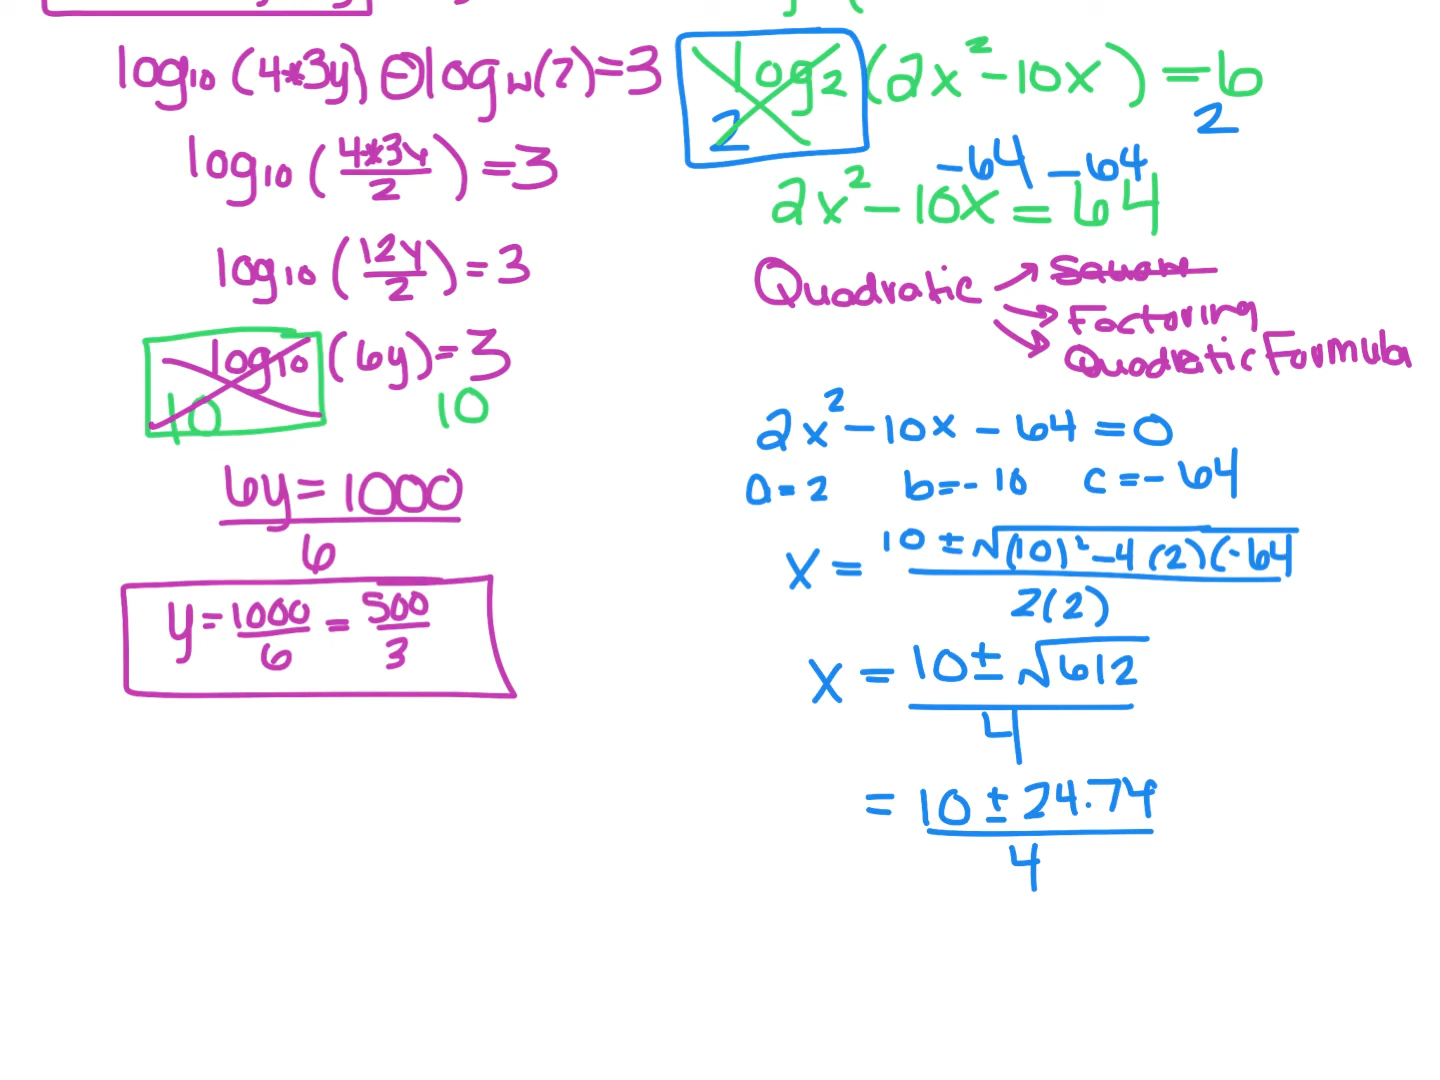 log₁₀ (4*3y) ⊖ log₁₀(2) = 3
log₁₀ (4*3y/2) = 3
log₁₀ (12y/2) = 3
log₁₀ (6y) = 3
10 10
6y = 1000
6
y = 1000/6 = 500/3
log₂ (2x² - 10x) = 6
2 2
-64 -64
2x² - 10x = 64
Quadratic → Square
→ Factoring
→ Quadratic Formula
2x² - 10x - 64 = 0
a = 2 b = -10 c = -64
x = 10 ± √(10)² - 4 (2)(-64
2(2)
x = 10 ± √612
4
= 10 ± 24.74
4